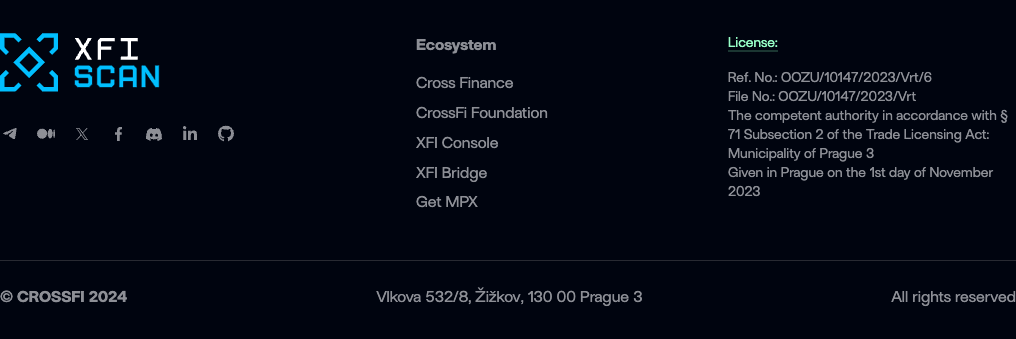 XFI
SCAN
Ecosystem
Cross Finance
CrossFi Foundation
XFI Console
XFI Bridge
Get MPX
License:
Ref. No.: OOZU/10147/2023/Vrt/6
File No.: OOZU/10147/2023/Vrt
The competent authority in accordance with §
71 Subsection 2 of the Trade Licensing Act:
Municipality of Prague 3
Given in Prague on the 1st day of November
2023
© CROSSFI 2024
Vlkova 532/8, Žižkov, 130 00 Prague 3
All rights reserved